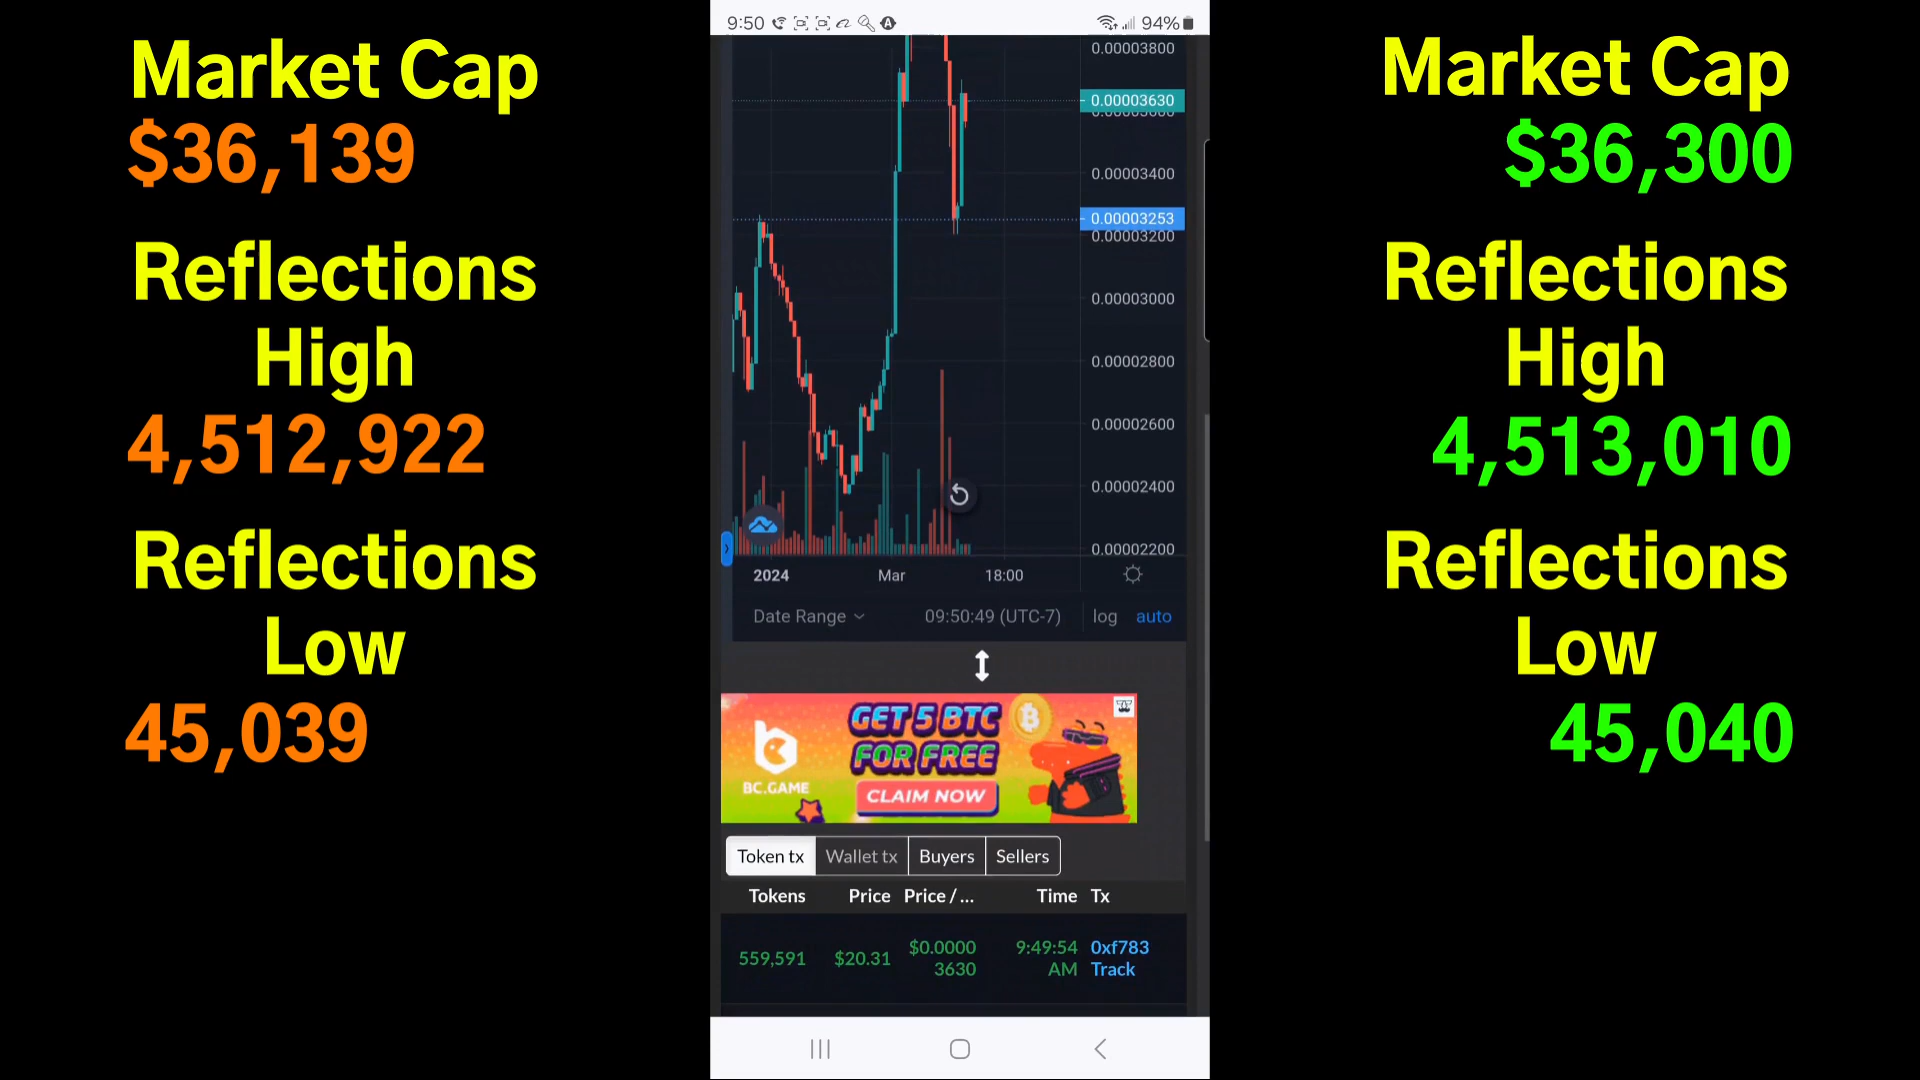 Market Cap
$36,139
Reflections
High
4,512,922
Reflections
Low
45,039
9:50
94%
0.00003800
0.00003630
0.00003400
0.00003253
0.00003200
0.00003000
0.00002800
0.00002600
0.00002400
0.00002200
2024 Mar 18:00
Date Range 09:50:49 (UTC-7) log auto
BC.GAME
GET 5 BTC
FOR FREE
CLAIM NOW
Token tx Wallet tx Buyers Sellers
Tokens Price Price / ... Time Tx
559,591 $20.31 $0.0000 9:49:54 0xf783
3630 AM Track
Market Cap
$36,300
Reflections
High
4,513,010
Reflections
Low
45,040